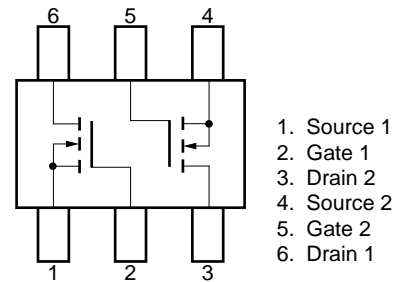 6 5 4
1. Source 1
2. Gate 1
3. Drain 2
4. Source 2
5. Gate 2
6. Drain 1
1 2 3